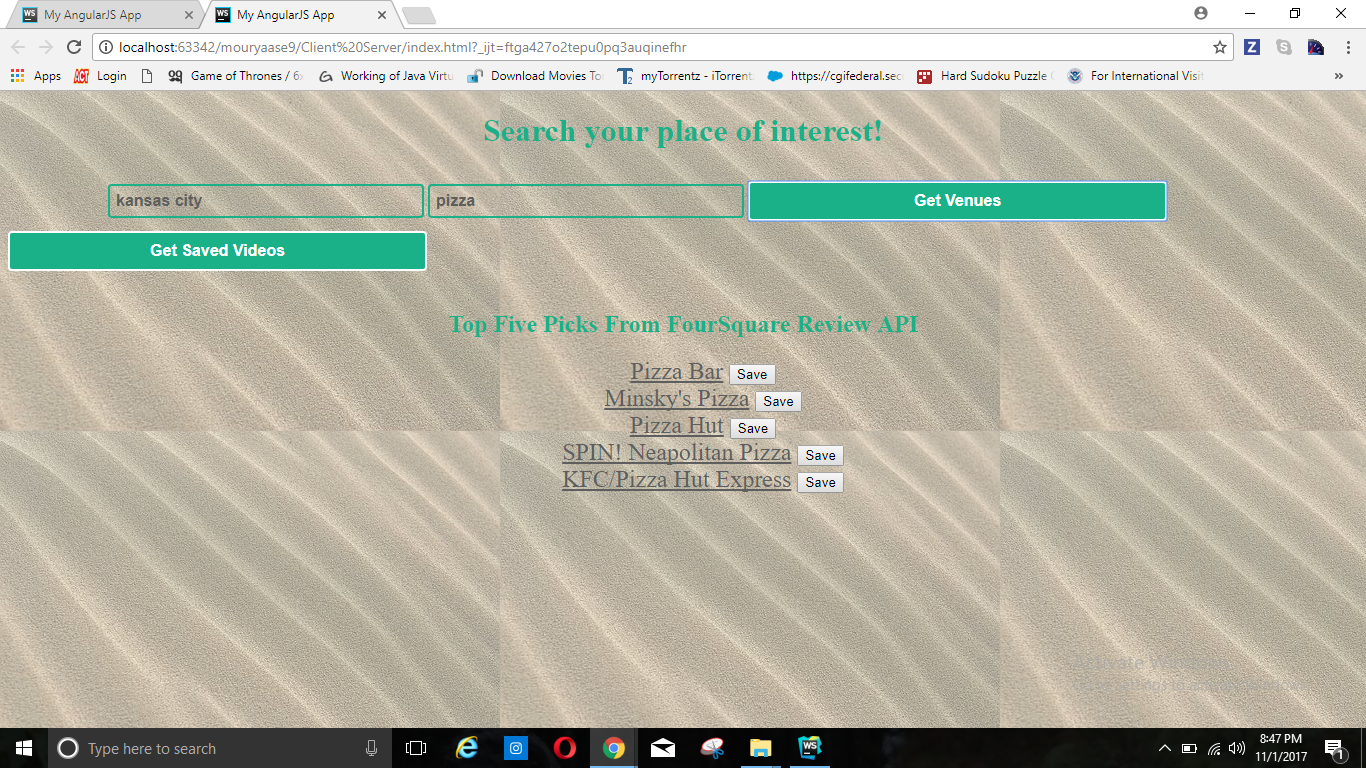 My AngularJS App
My AngularJS App
localhost:63342/mouryaase9/Client%20Server/index.html?_ijt=ftga427o2tepu0pq3auqinefhr
Apps Login Game of Thrones / 6x Working of Java Virtu Download Movies To myTorrentz - iTorrent https://cgifederal.sec Hard Sudoku Puzzle For International Visit »
Search your place of interest!
kansas city pizza Get Venues
Get Saved Videos
Top Five Picks From FourSquare Review API
Pizza Bar Save
Minsky's Pizza Save
Pizza Hut Save
SPIN! Neapolitan Pizza Save
KFC/Pizza Hut Express Save
Activate Windows
Type here to search
8:47 PM
11/1/2017
1